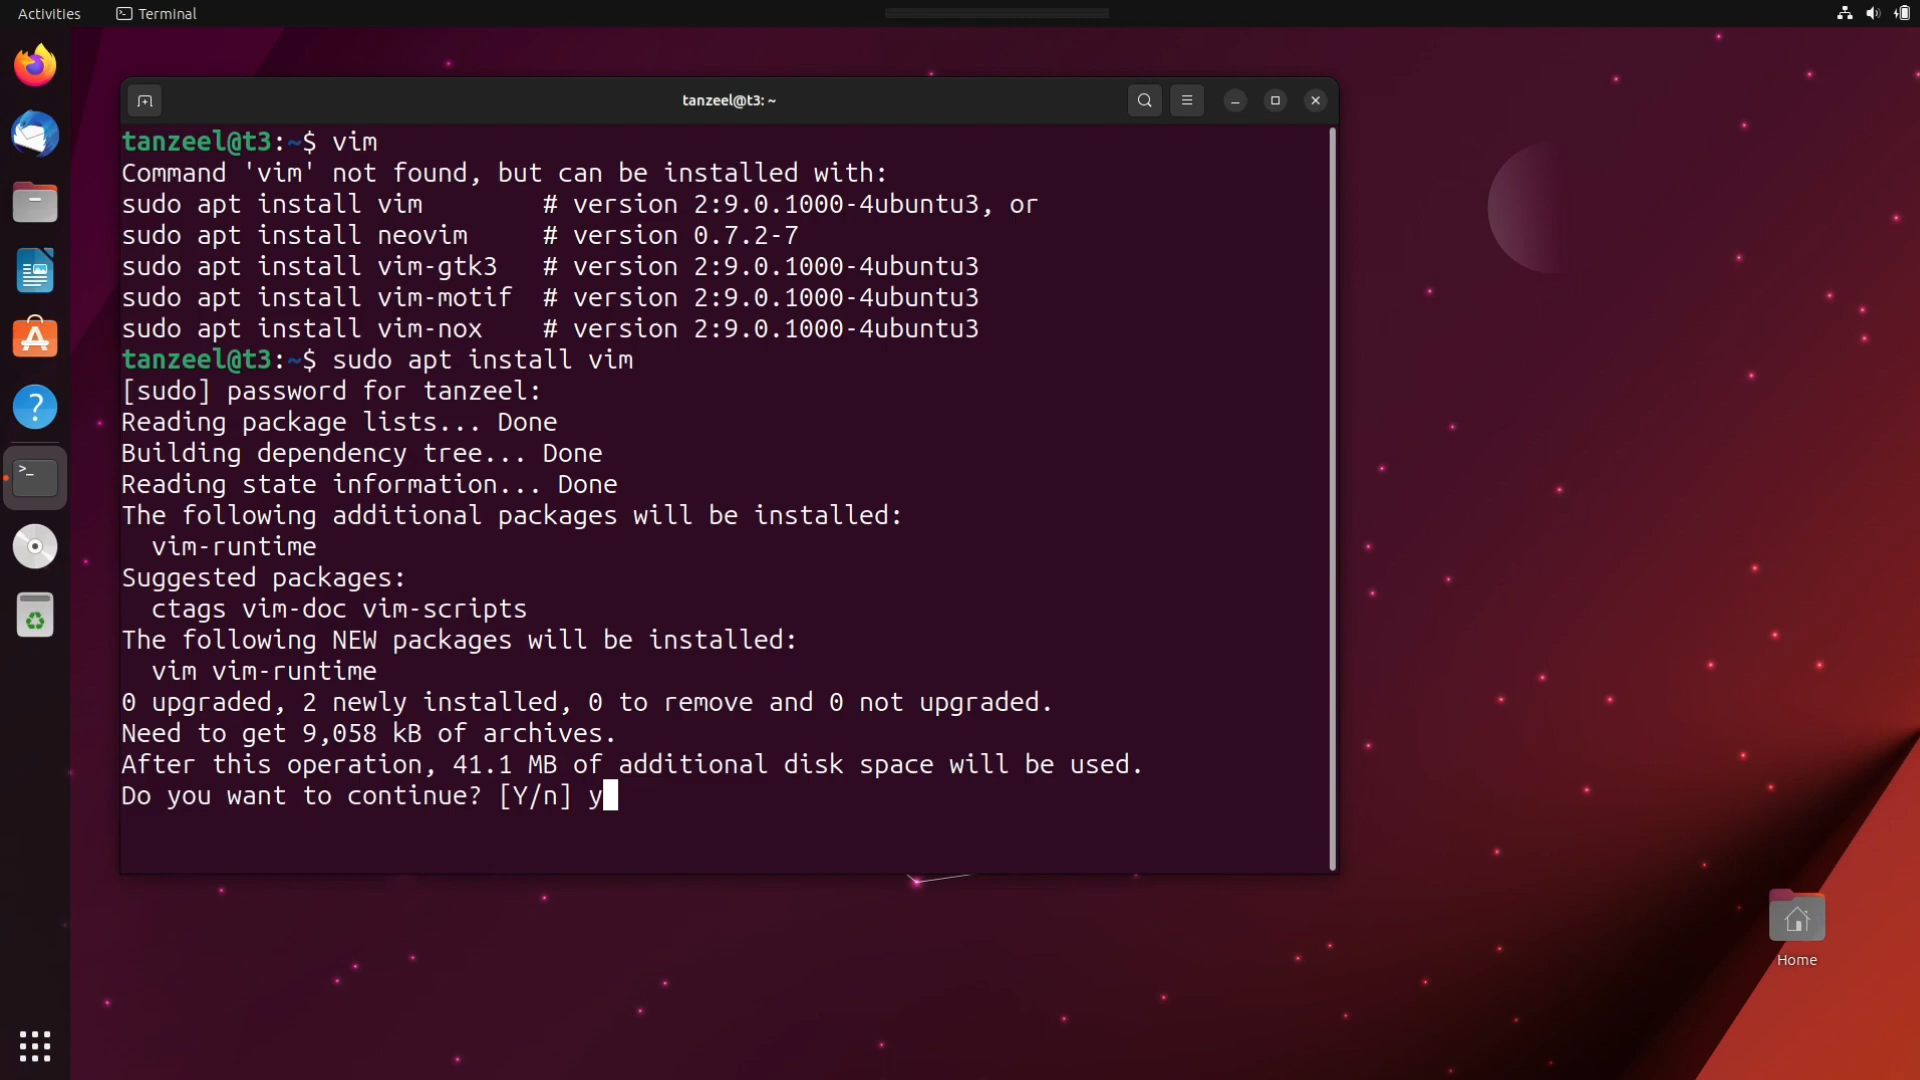 Activities
Terminal
tanzeel@t3: ~
tanzeel@t3:~$ vim
Command 'vim' not found, but can be installed with:
sudo apt install vim        # version 2:9.0.1000-4ubuntu3, or
sudo apt install neovim     # version 0.7.2-7
sudo apt install vim-gtk3   # version 2:9.0.1000-4ubuntu3
sudo apt install vim-motif  # version 2:9.0.1000-4ubuntu3
sudo apt install vim-nox    # version 2:9.0.1000-4ubuntu3
tanzeel@t3:~$ sudo apt install vim
[sudo] password for tanzeel:
Reading package lists... Done
Building dependency tree... Done
Reading state information... Done
The following additional packages will be installed:
  vim-runtime
Suggested packages:
  ctags vim-doc vim-scripts
The following NEW packages will be installed:
  vim vim-runtime
0 upgraded, 2 newly installed, 0 to remove and 0 not upgraded.
Need to get 9,058 kB of archives.
After this operation, 41.1 MB of additional disk space will be used.
Do you want to continue? [Y/n] y
Home